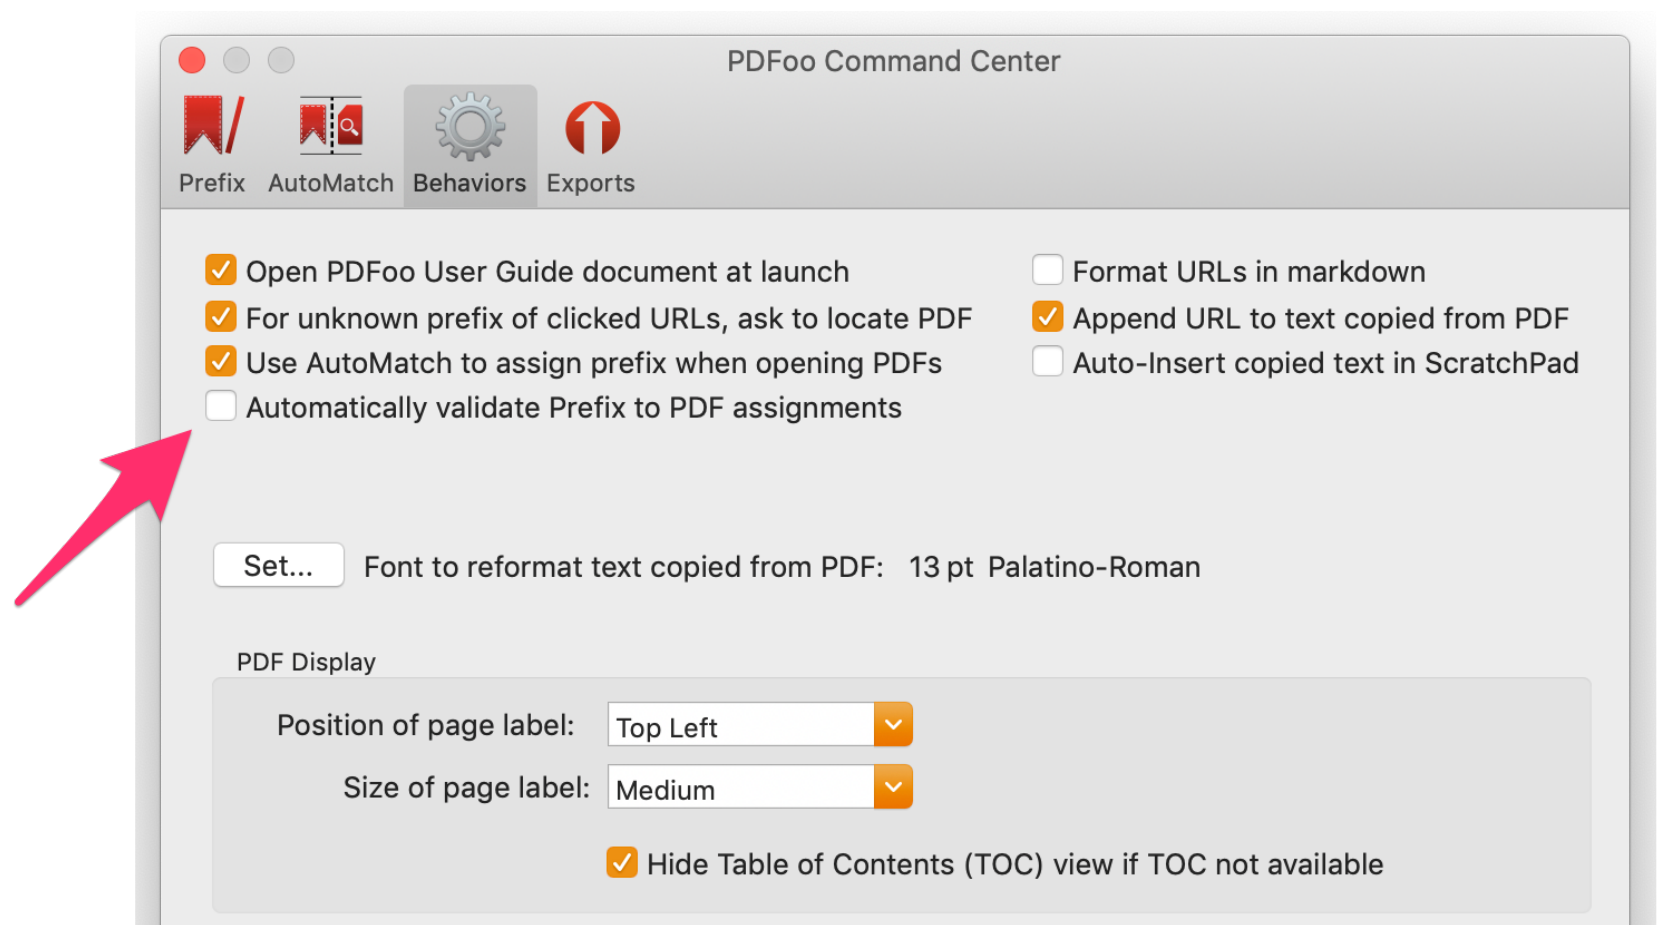 PDFoo Command Center
Prefix AutoMatch Behaviors Exports
Open PDFoo User Guide document at launch
For unknown prefix of clicked URLs, ask to locate PDF
Use AutoMatch to assign prefix when opening PDFs
Automatically validate Prefix to PDF assignments
Format URLs in markdown
Append URL to text copied from PDF
Auto-Insert copied text in ScratchPad
Set... Font to reformat text copied from PDF: 13 pt Palatino-Roman
PDF Display
Position of page label: Top Left
Size of page label: Medium
Hide Table of Contents (TOC) view if TOC not available